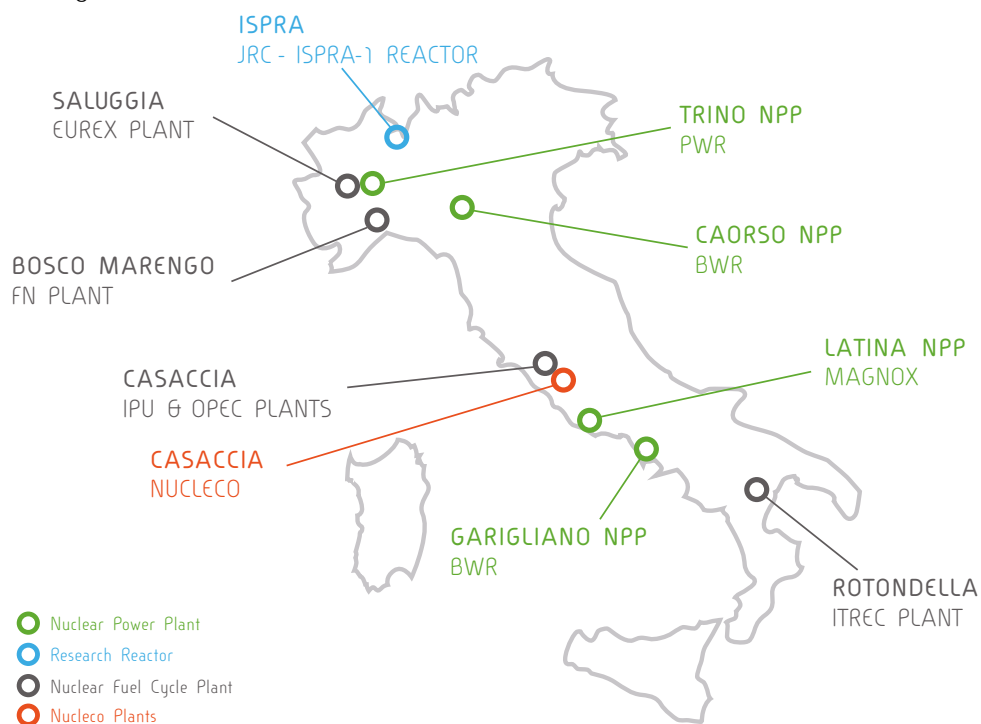 ISPRA
JRC - ISPRA-1 REACTOR
SALUGGIA
EUREX PLANT
TRINO NPP
PWR
CAORSO NPP
BWR
BOSCO MARENGO
FN PLANT
LATINA NPP
MAGNOX
CASACCIA
IPU & OPEC PLANTS
CASACCIA
NUCLECO
GARIGLIANO NPP
BWR
ROTONDELLA
ITREC PLANT
Nuclear Power Plant
Research Reactor
Nuclear Fuel Cycle Plant
Nucleco Plants